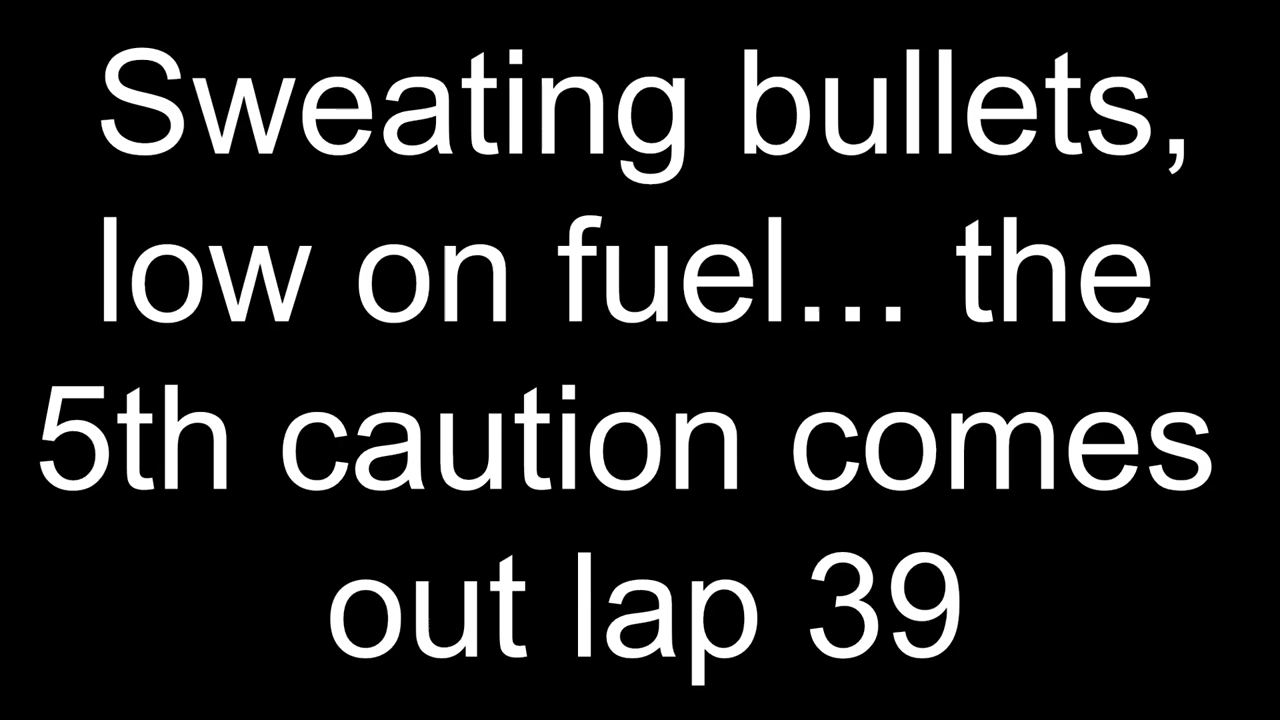 Sweating bullets,
low on fuel... the
5th caution comes
out lap 39